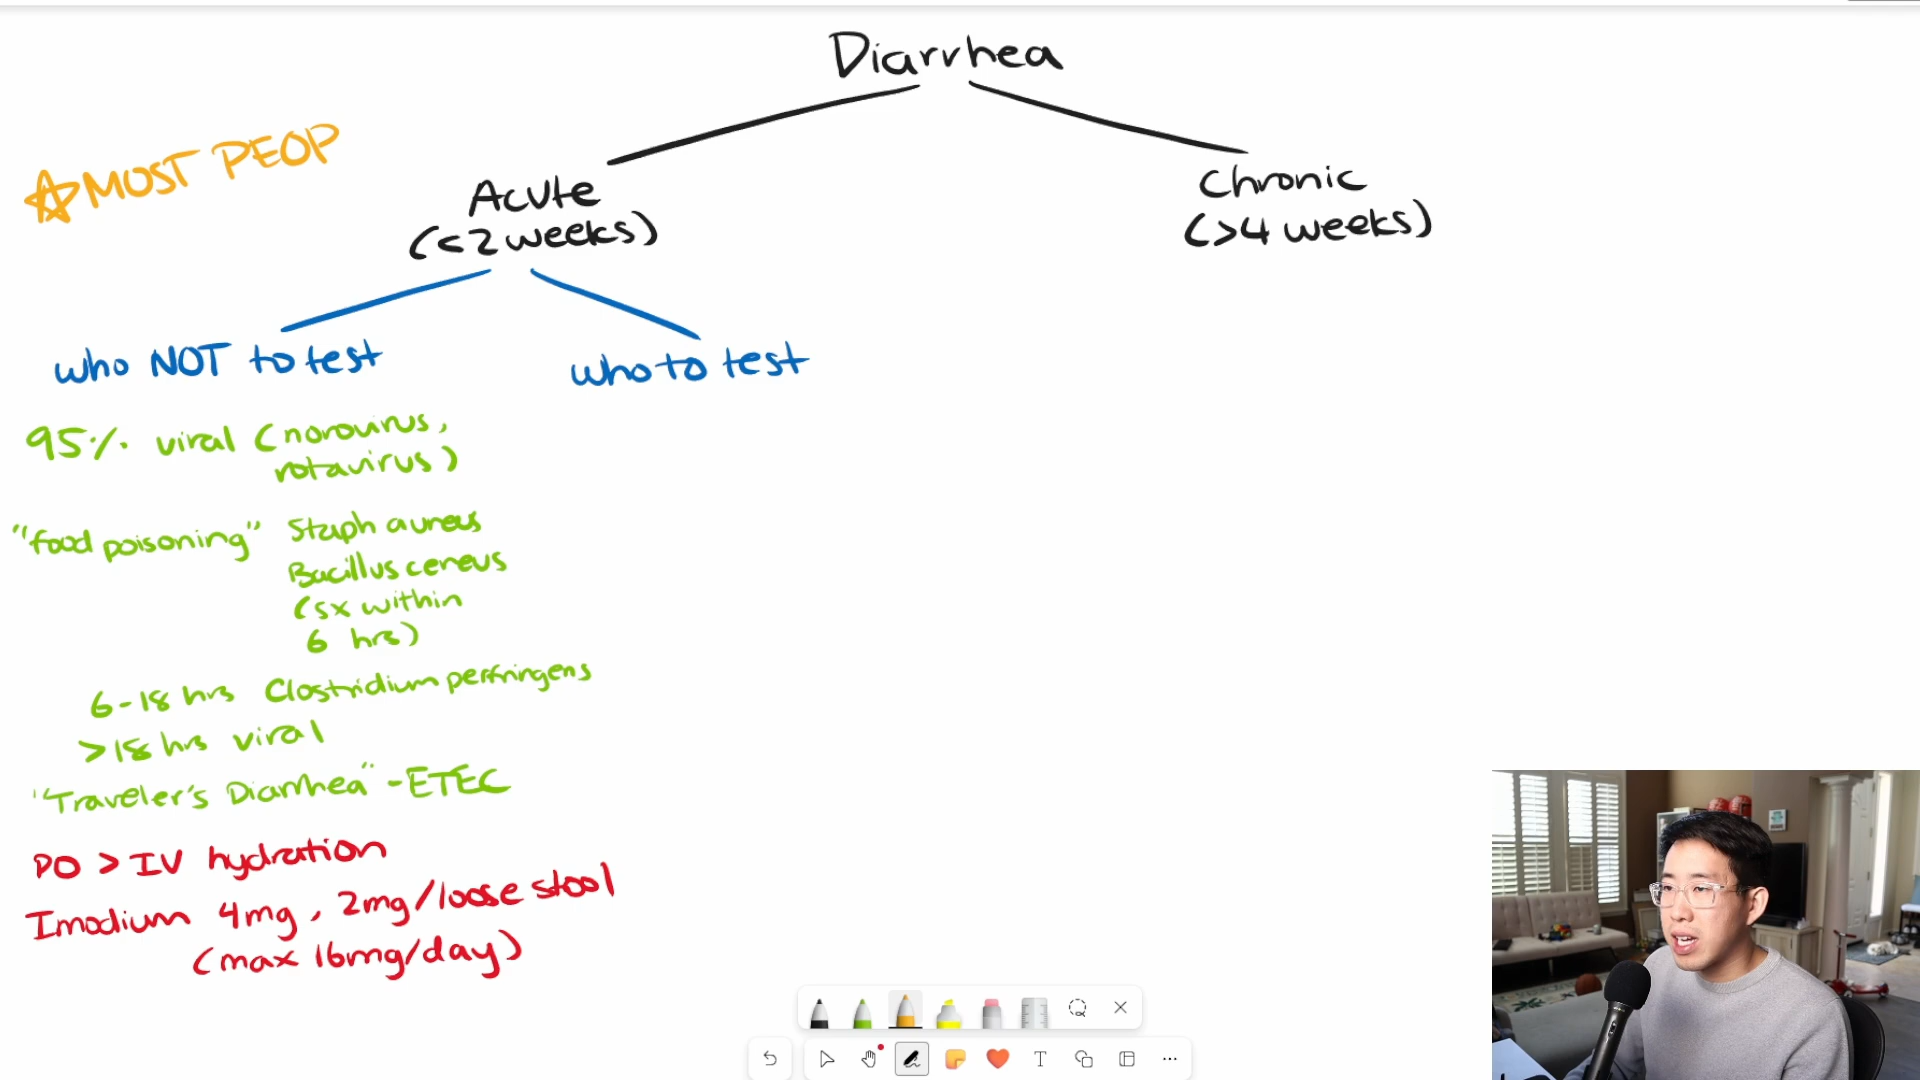 Diarrhea
☆ MOST PEOP
Acute
(<2 weeks)
Chronic
(>4 weeks)
who NOT to test
who to test
95% viral (norovirus,
rotavirus)
"food poisoning" Staph aureus
Bacillus cereus
(sx within
6 hrs)
6-18 hrs Clostridium perfringens
>18 hrs viral
"Traveler's Diarrhea" - ETEC
PO > IV hydration
Imodium 4mg, 2mg/loose stool
(max 16mg/day)